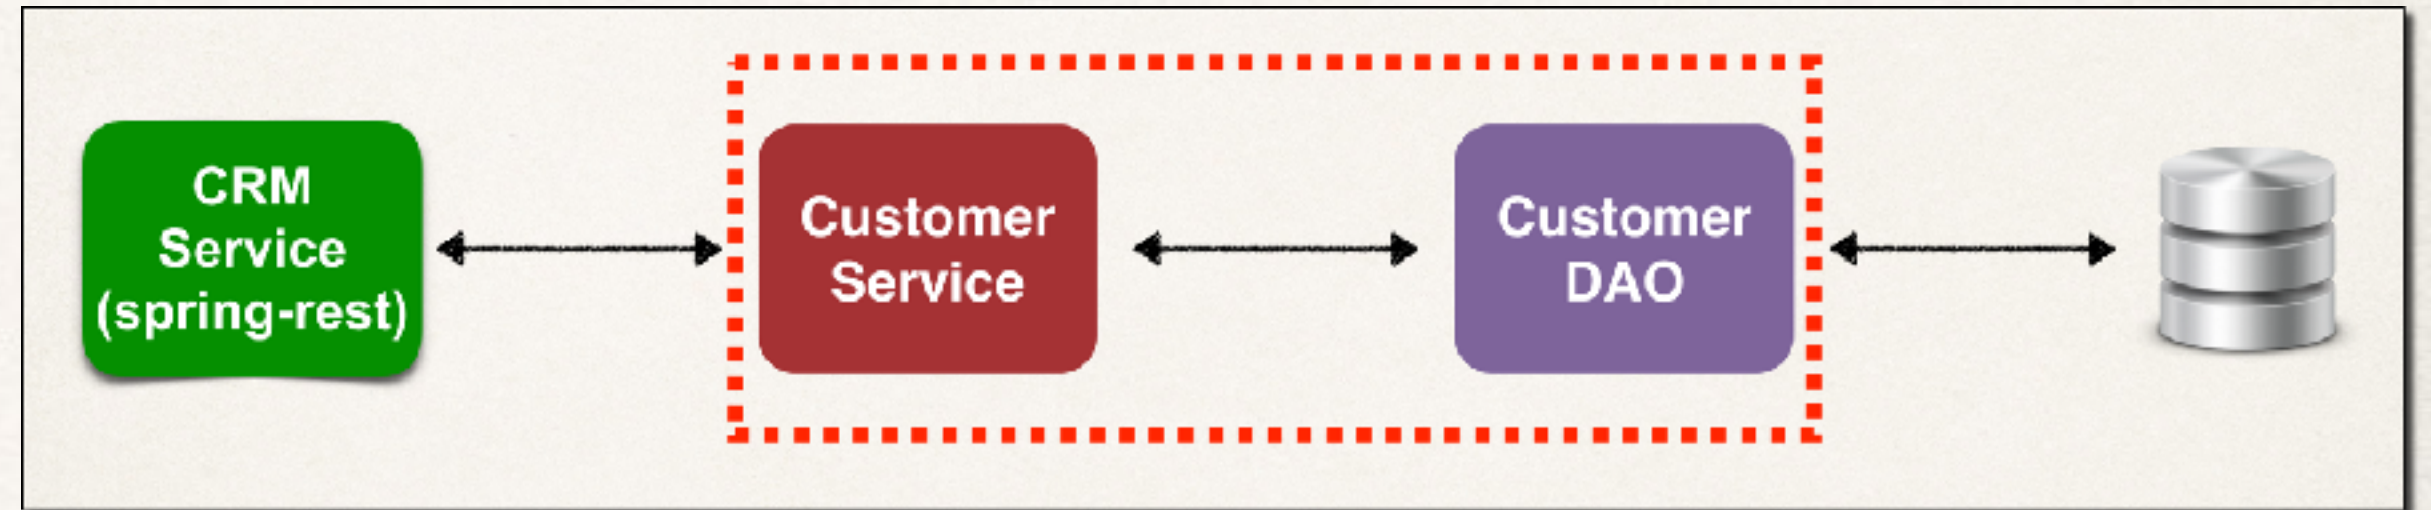 CRM
Service
(spring-rest)
Customer
Service
Customer
DAO